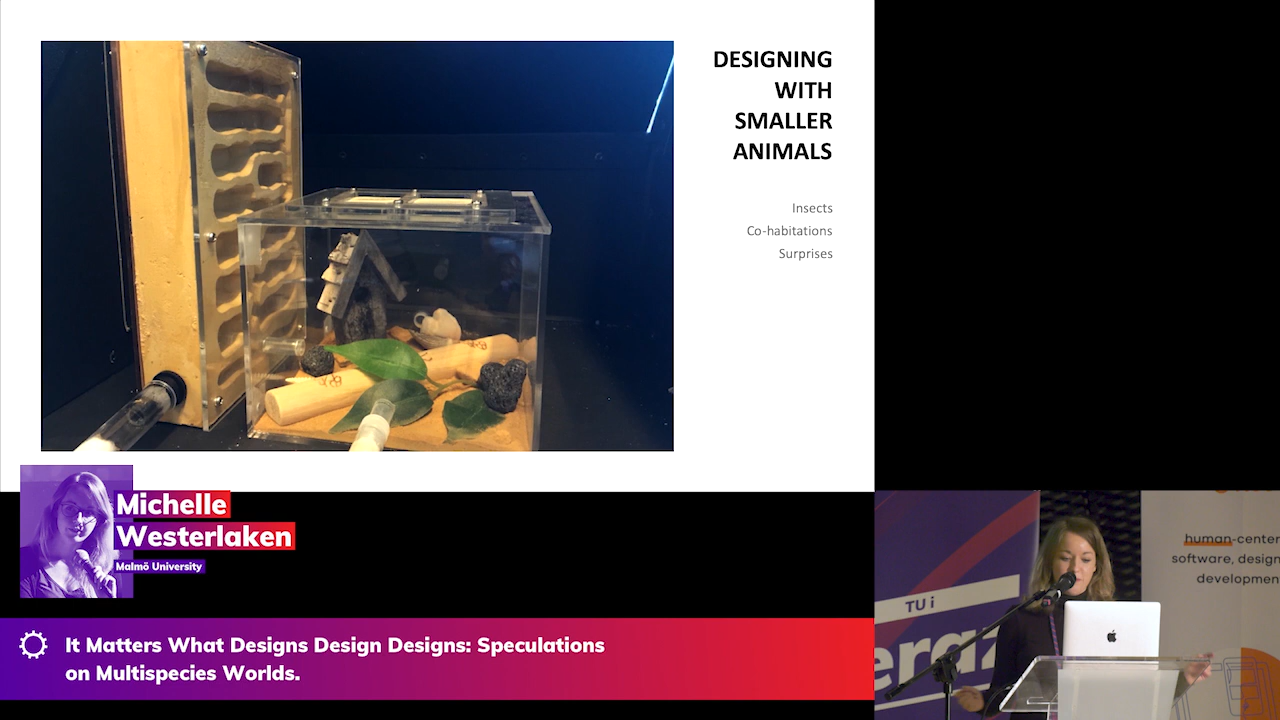 DESIGNING
WITH
SMALLER
ANIMALS
Insects
Co-habitations
Surprises
Michelle
Westerlaken
Malmö University
It Matters What Designs Design Designs: Speculations
on Multispecies Worlds.
TU i
human-center
software, design
developmen